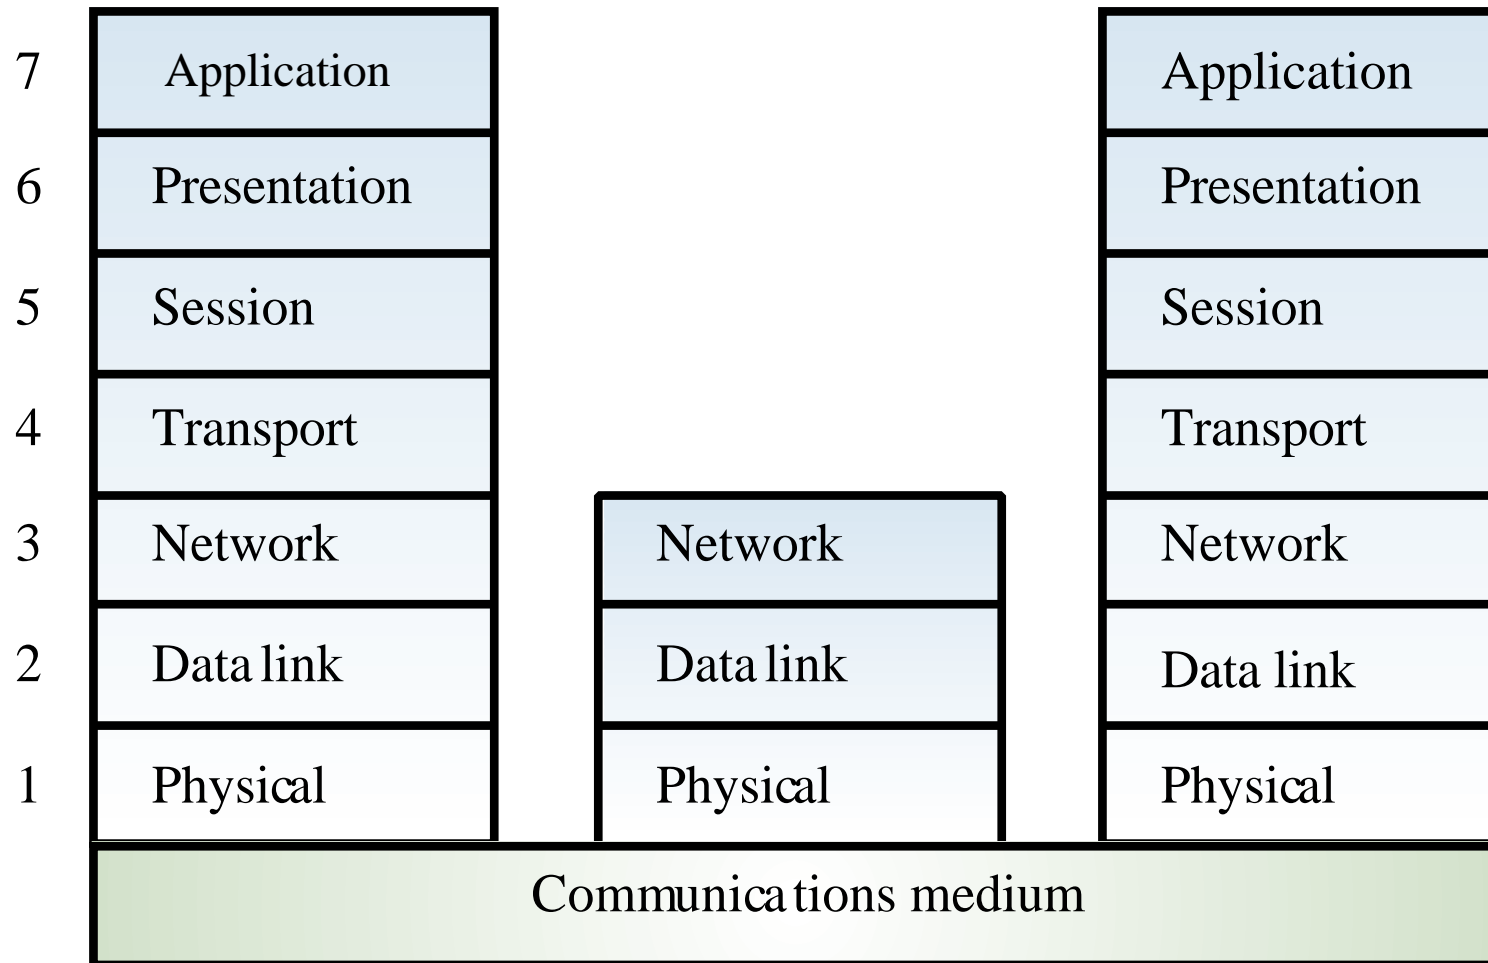 7 Application Application
6 Presentation Presentation
5 Session Session
4 Transport Transport
3 Network Network Network
2 Data link Data link Data link
1 Physical Physical Physical
Communications medium